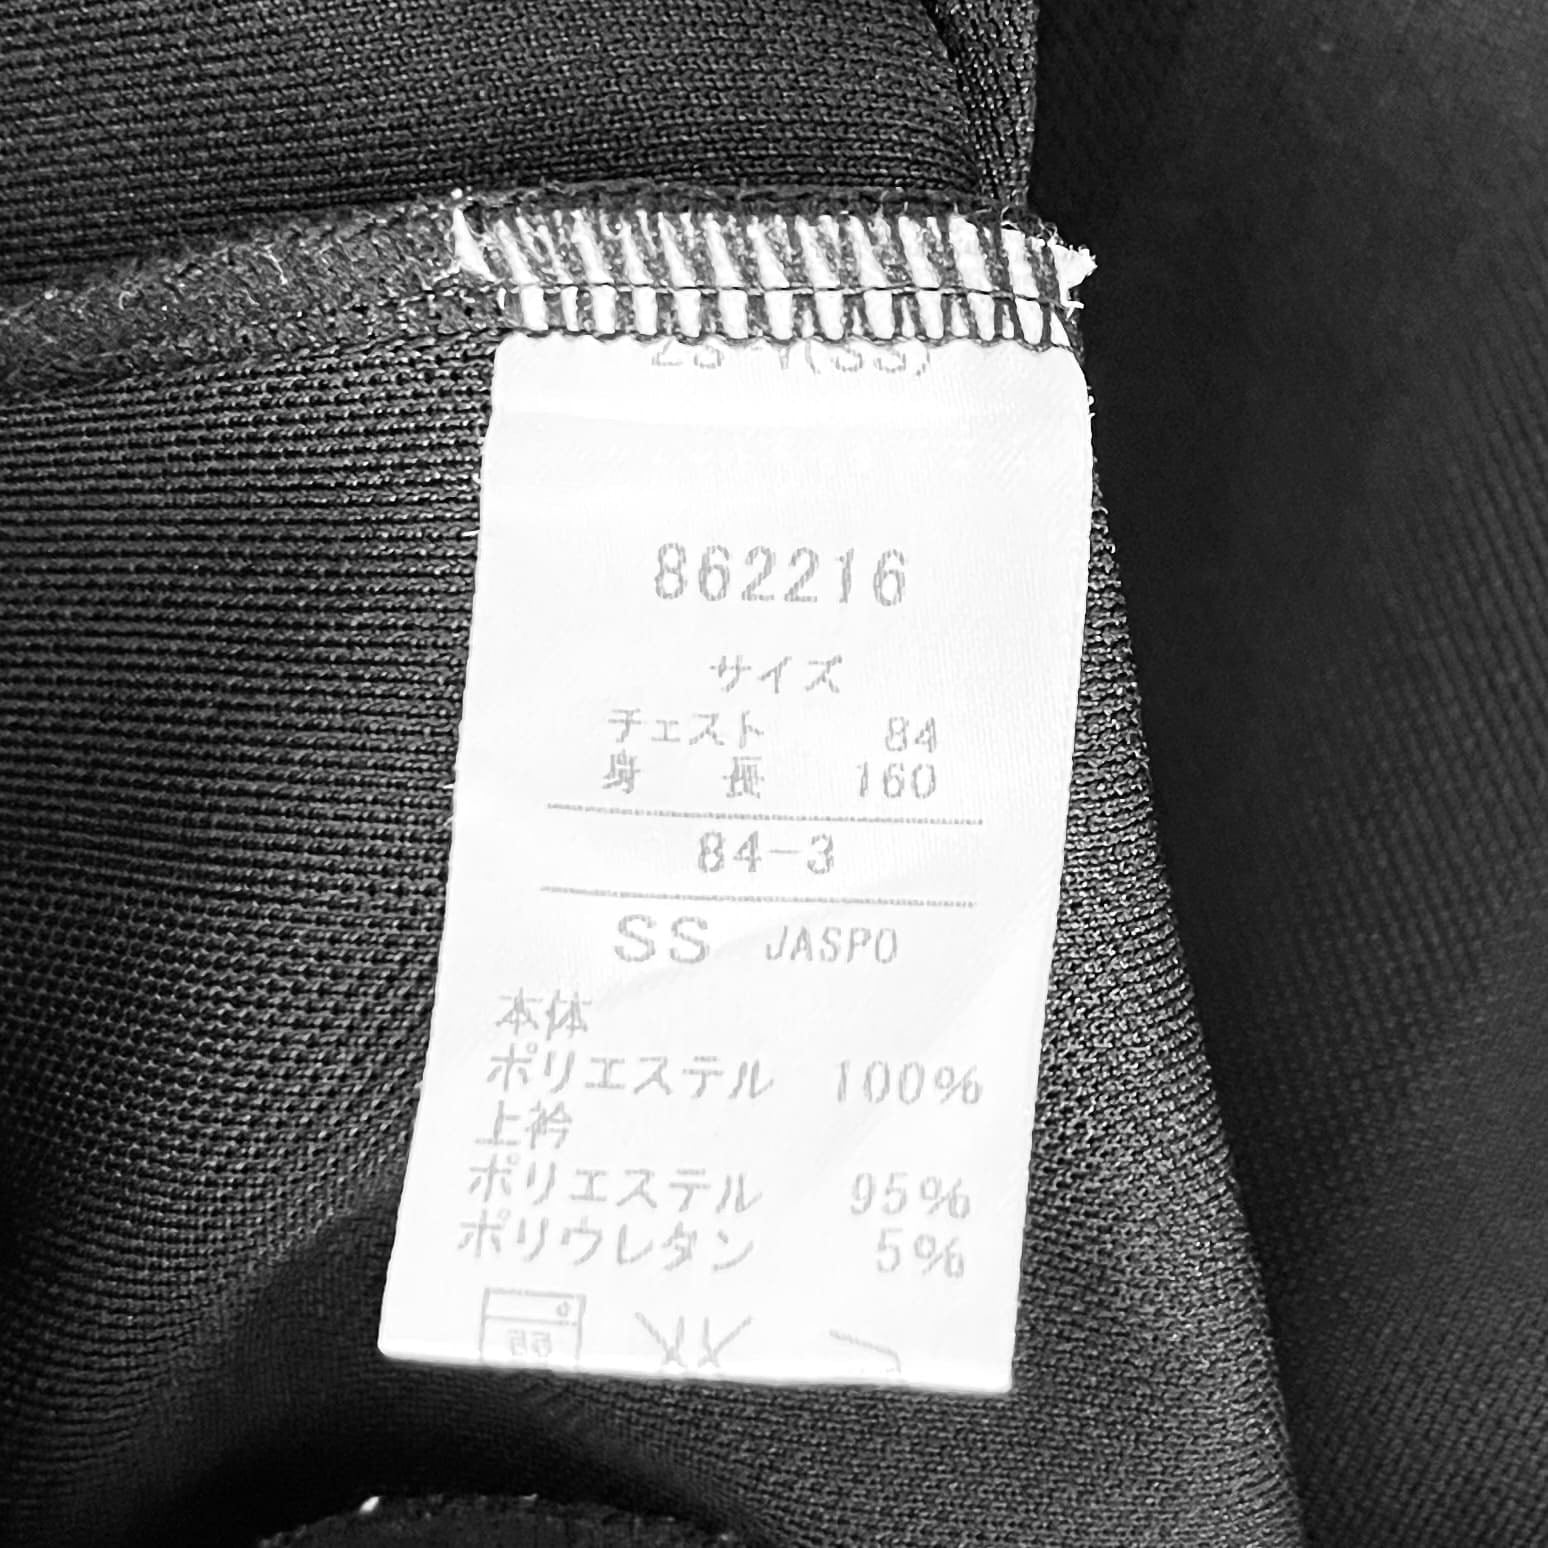 862216
サイズ
チェスト 84
身長 160
84-3
SS JASPO
本体
ポリエステル 100%
上衿
ポリエステル 95%
ポリウレタン 5%